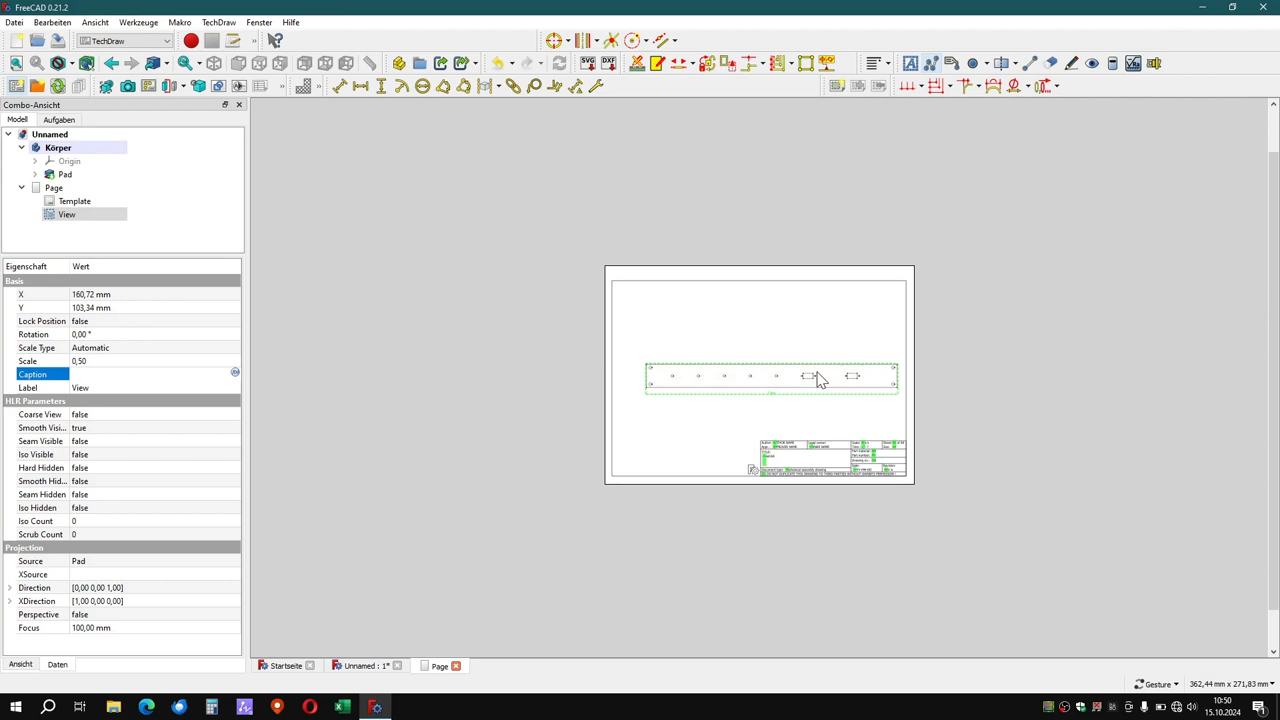 FreeCAD 0.21.2
Datei Bearbeiten Ansicht Werkzeuge Makro TechDraw Fenster Hilfe
TechDraw
SVG DXF
Combo-Ansicht
Modell Aufgaben
Unnamed
Körper
Origin
Pad
Page
Template
View
Eigenschaft Wert
Basis
X 160,72 mm
Y 103,34 mm
Lock Position false
Rotation 0,00 °
Scale Type Automatic
Scale 0,50
Caption
Label View
HLR Parameters
Coarse View false
Smooth Visi... true
Seam Visible false
Iso Visible false
Hard Hidden false
Smooth Hid... false
Seam Hidden false
Iso Hidden false
Iso Count 0
Scrub Count 0
Projection
Source Pad
XSource
Direction [0,00 0,00 1,00]
XDirection [1,00 0,00 0,00]
Perspective false
Focus 100,00 mm
Ansicht Daten
Startseite Unnamed : 1* Page
Gesture 362,44 mm x 271,83 mm
10:50
15.10.2024